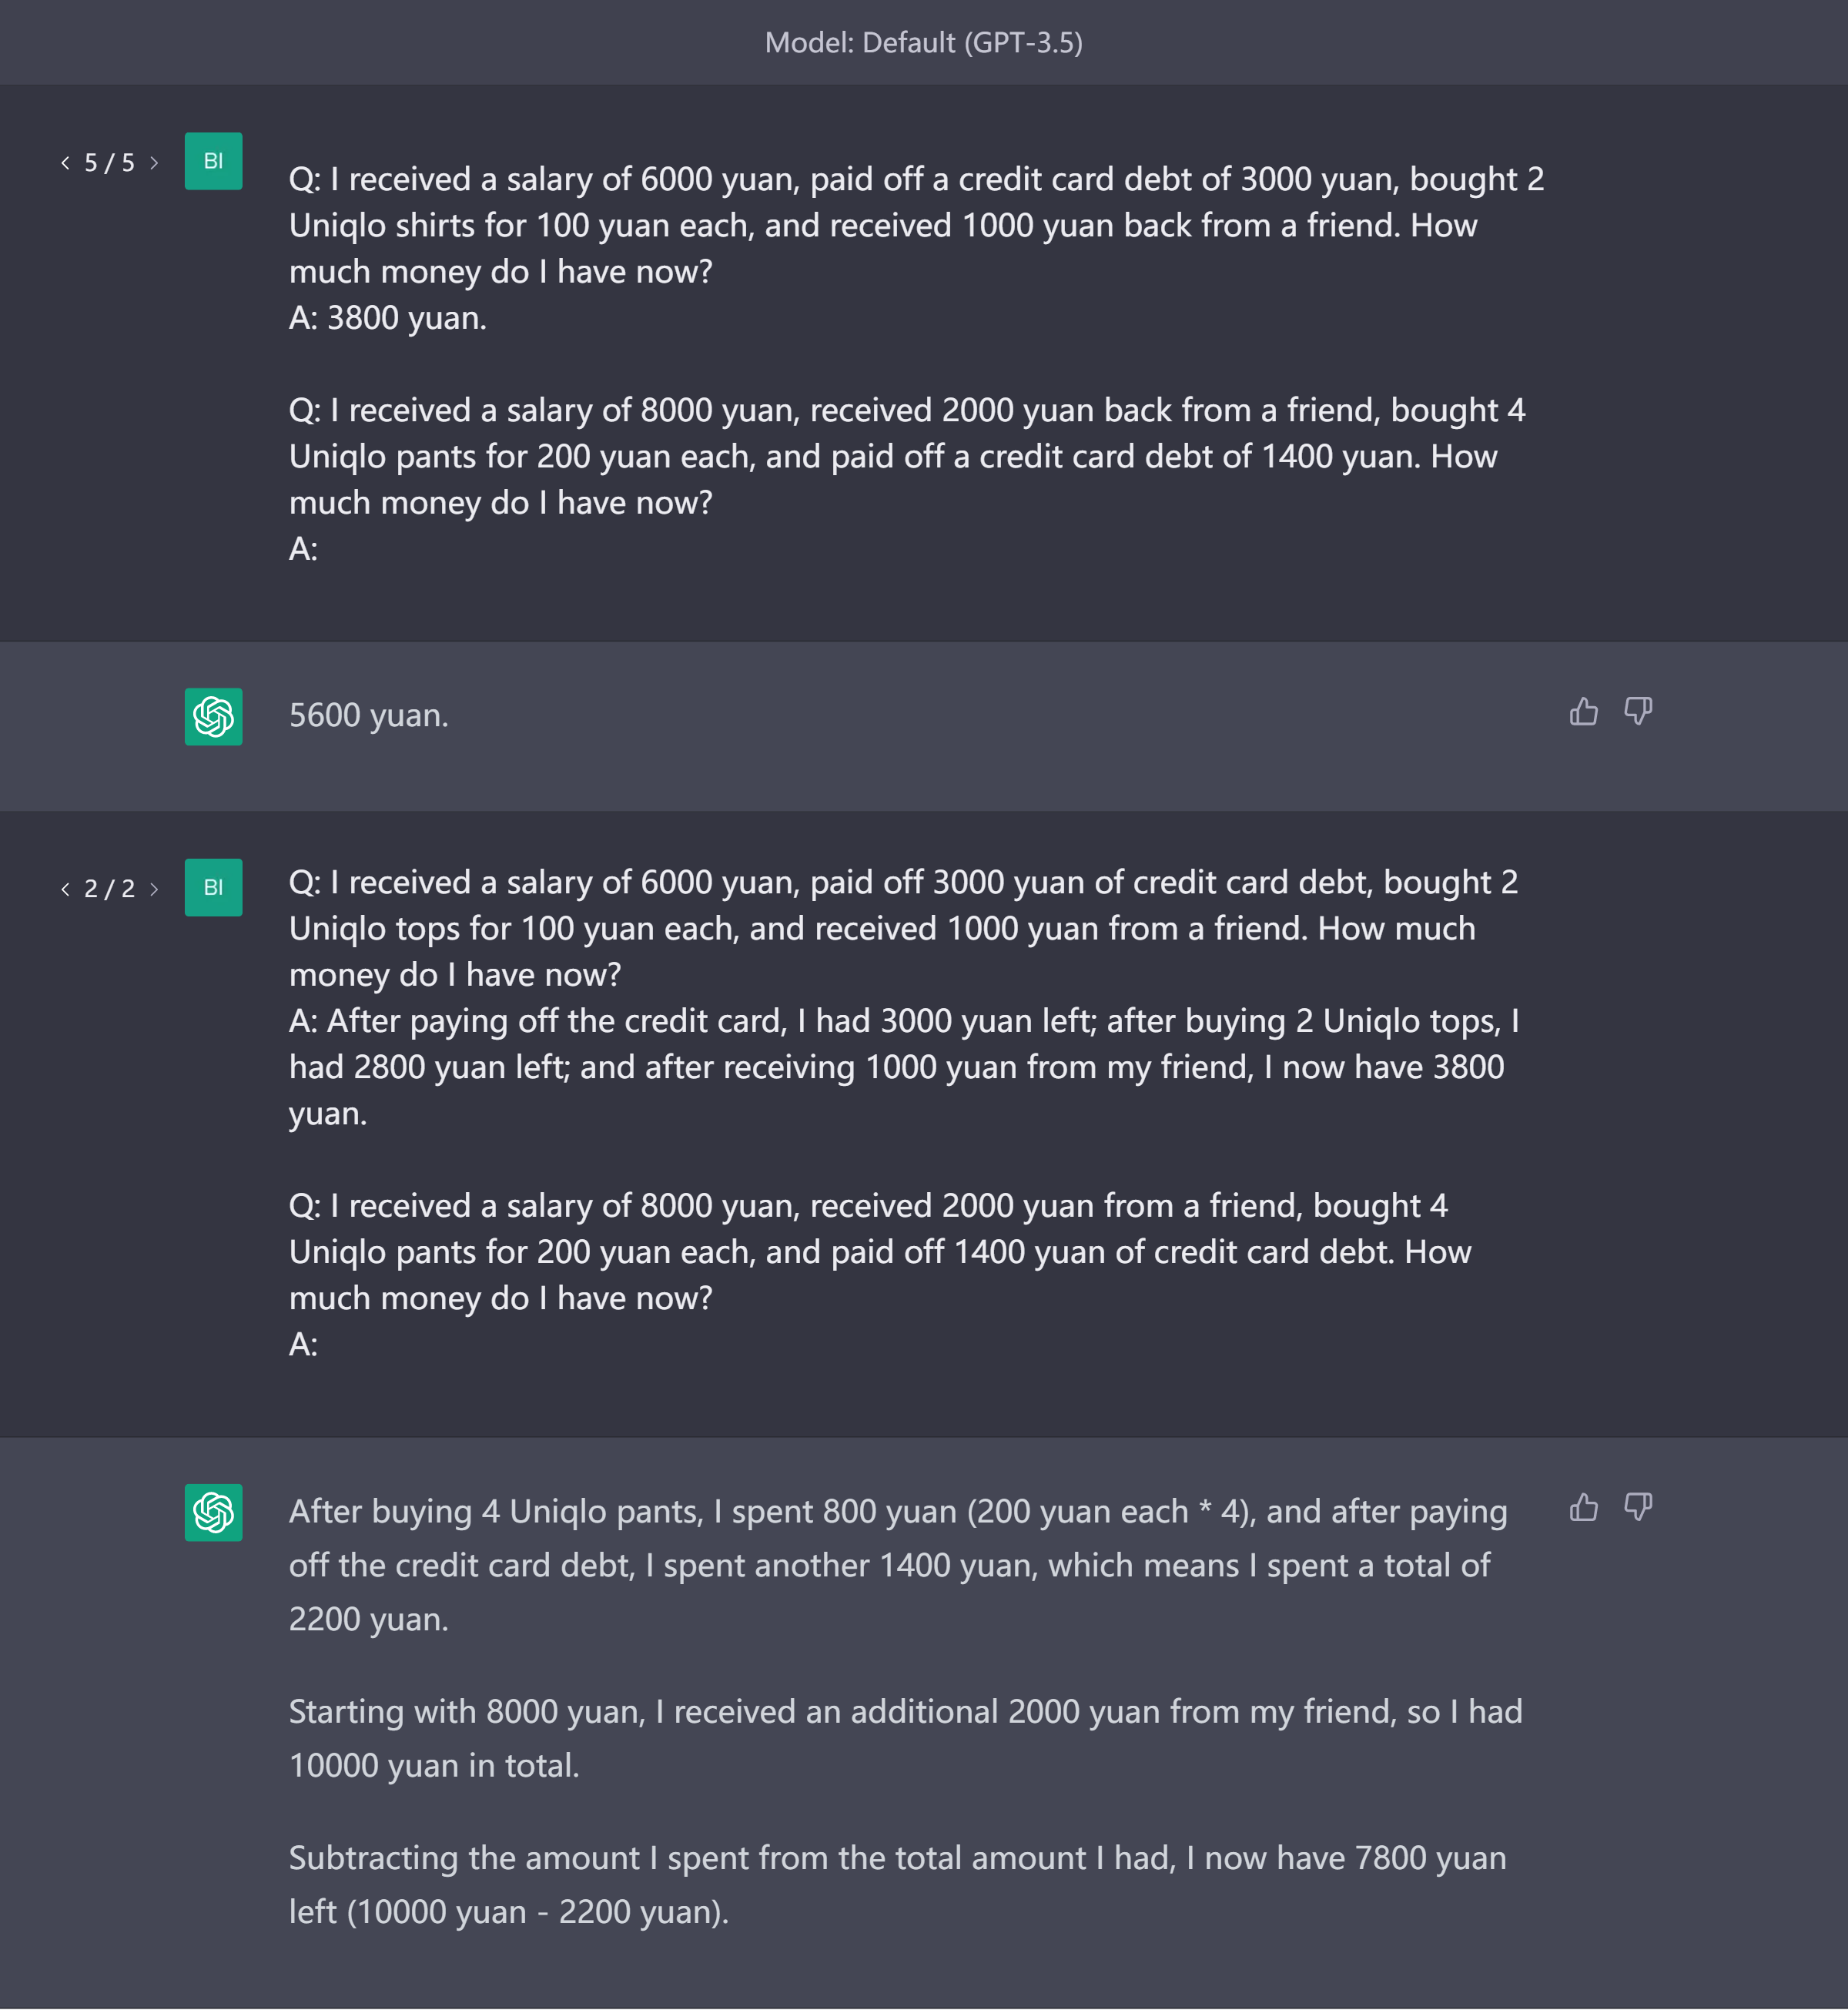 Model: Default (GPT-3.5)
< 5 / 5 >
BI
Q: I received a salary of 6000 yuan, paid off a credit card debt of 3000 yuan, bought 2
Uniqlo shirts for 100 yuan each, and received 1000 yuan back from a friend. How
much money do I have now?
A: 3800 yuan.
Q: I received a salary of 8000 yuan, received 2000 yuan back from a friend, bought 4
Uniqlo pants for 200 yuan each, and paid off a credit card debt of 1400 yuan. How
much money do I have now?
A:
5600 yuan.
< 2 / 2 >
BI
Q: I received a salary of 6000 yuan, paid off 3000 yuan of credit card debt, bought 2
Uniqlo tops for 100 yuan each, and received 1000 yuan from a friend. How much
money do I have now?
A: After paying off the credit card, I had 3000 yuan left; after buying 2 Uniqlo tops, I
had 2800 yuan left; and after receiving 1000 yuan from my friend, I now have 3800
yuan.
Q: I received a salary of 8000 yuan, received 2000 yuan from a friend, bought 4
Uniqlo pants for 200 yuan each, and paid off 1400 yuan of credit card debt. How
much money do I have now?
A:
After buying 4 Uniqlo pants, I spent 800 yuan (200 yuan each * 4), and after paying
off the credit card debt, I spent another 1400 yuan, which means I spent a total of
2200 yuan.
Starting with 8000 yuan, I received an additional 2000 yuan from my friend, so I had
10000 yuan in total.
Subtracting the amount I spent from the total amount I had, I now have 7800 yuan
left (10000 yuan - 2200 yuan).